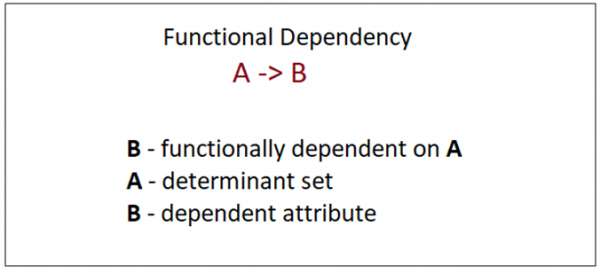 Functional Dependency
A -> B
B - functionally dependent on A
A - determinant set
B - dependent attribute